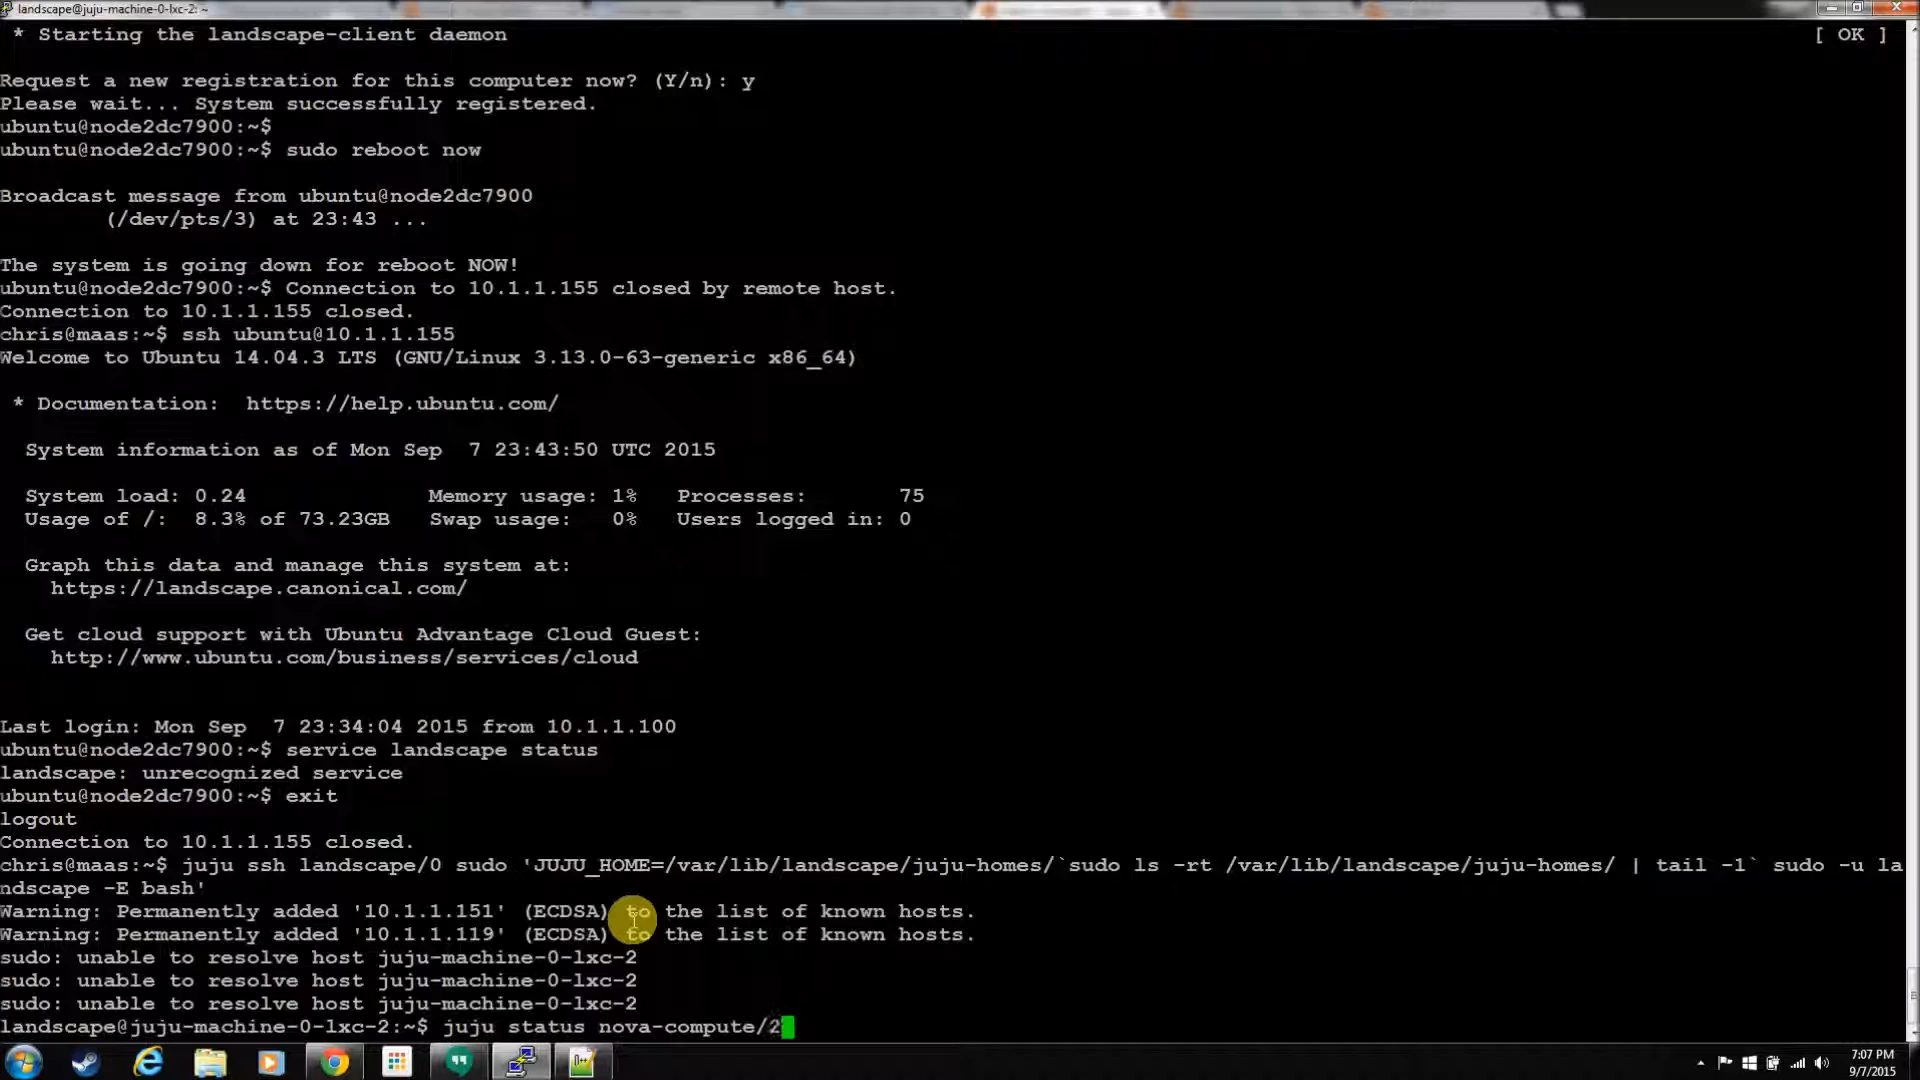 landscape@juju-machine-0-lxc-2: ~
* Starting the landscape-client daemon [ OK ]
Request a new registration for this computer now? (Y/n): y
Please wait... System successfully registered.
ubuntu@node2dc7900:~$
ubuntu@node2dc7900:~$ sudo reboot now
Broadcast message from ubuntu@node2dc7900
(/dev/pts/3) at 23:43 ...
The system is going down for reboot NOW!
ubuntu@node2dc7900:~$ Connection to 10.1.1.155 closed by remote host.
Connection to 10.1.1.155 closed.
chris@maas:~$ ssh ubuntu@10.1.1.155
Welcome to Ubuntu 14.04.3 LTS (GNU/Linux 3.13.0-63-generic x86_64)
* Documentation: https://help.ubuntu.com/
System information as of Mon Sep 7 23:43:50 UTC 2015
System load: 0.24 Memory usage: 1% Processes: 75
Usage of /: 8.3% of 73.23GB Swap usage: 0% Users logged in: 0
Graph this data and manage this system at:
https://landscape.canonical.com/
Get cloud support with Ubuntu Advantage Cloud Guest:
http://www.ubuntu.com/business/services/cloud
Last login: Mon Sep 7 23:34:04 2015 from 10.1.1.100
ubuntu@node2dc7900:~$ service landscape status
landscape: unrecognized service
ubuntu@node2dc7900:~$ exit
logout
Connection to 10.1.1.155 closed.
chris@maas:~$ juju ssh landscape/0 sudo 'JUJU_HOME=/var/lib/landscape/juju-homes/`sudo ls -rt /var/lib/landscape/juju-homes/ | tail -1` sudo -u la
ndscape -E bash'
Warning: Permanently added '10.1.1.151' (ECDSA) to the list of known hosts.
Warning: Permanently added '10.1.1.119' (ECDSA) to the list of known hosts.
sudo: unable to resolve host juju-machine-0-lxc-2
sudo: unable to resolve host juju-machine-0-lxc-2
sudo: unable to resolve host juju-machine-0-lxc-2
landscape@juju-machine-0-lxc-2:~$ juju status nova-compute/2
7:07 PM
9/7/2015